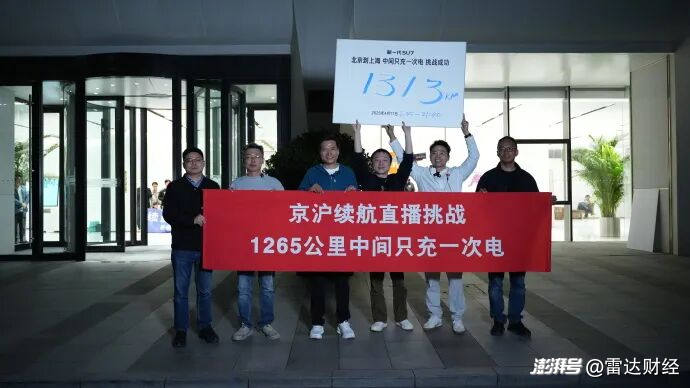 新一代SU7
北京到上海 中间只充一次电 挑战成功
1313KM
京沪续航直播挑战
1265公里中间只充一次电
澎湃号@雷达财经